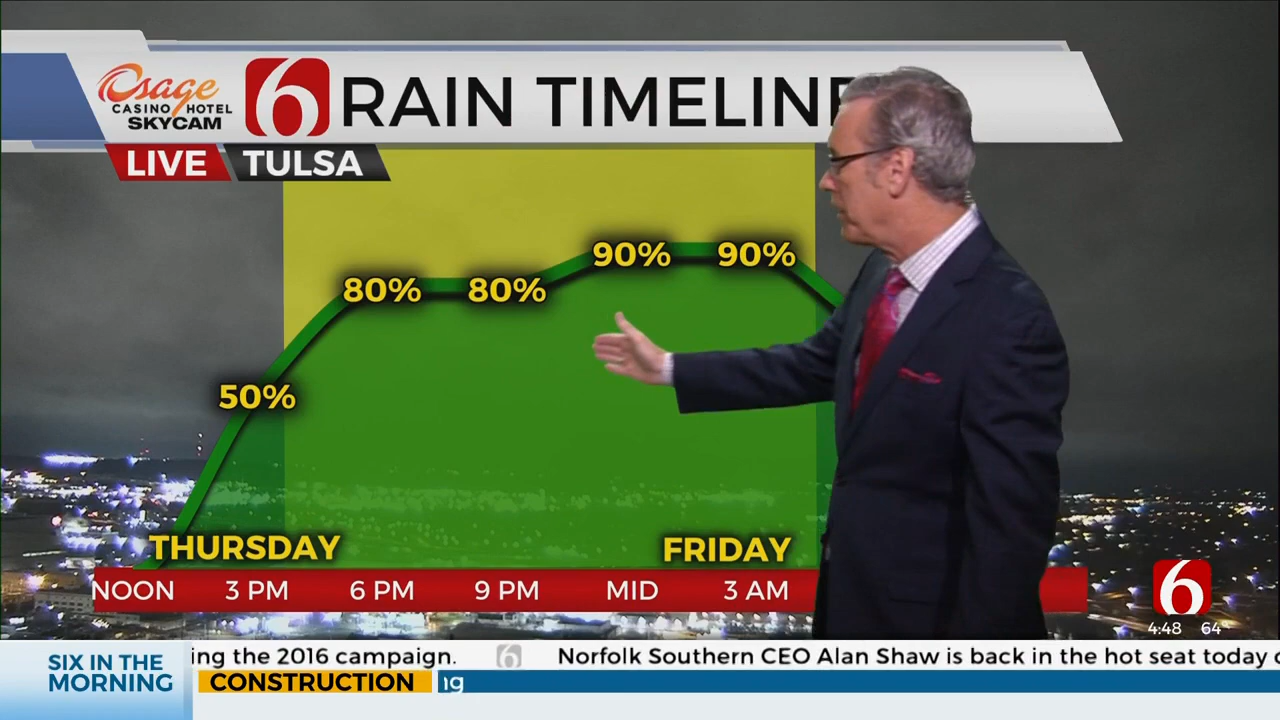 Osage
CASINO HOTEL
SKYCAM
6 RAIN TIMELINE
LIVE TULSA
90% 90%
80% 80%
50%
THURSDAY FRIDAY
NOON 3 PM 6 PM 9 PM MID 3 AM
6
4:48 64°
SIX IN THE
MORNING
ing the 2016 campaign. 6 Norfolk Southern CEO Alan Shaw is back in the hot seat today
CONSTRUCTION